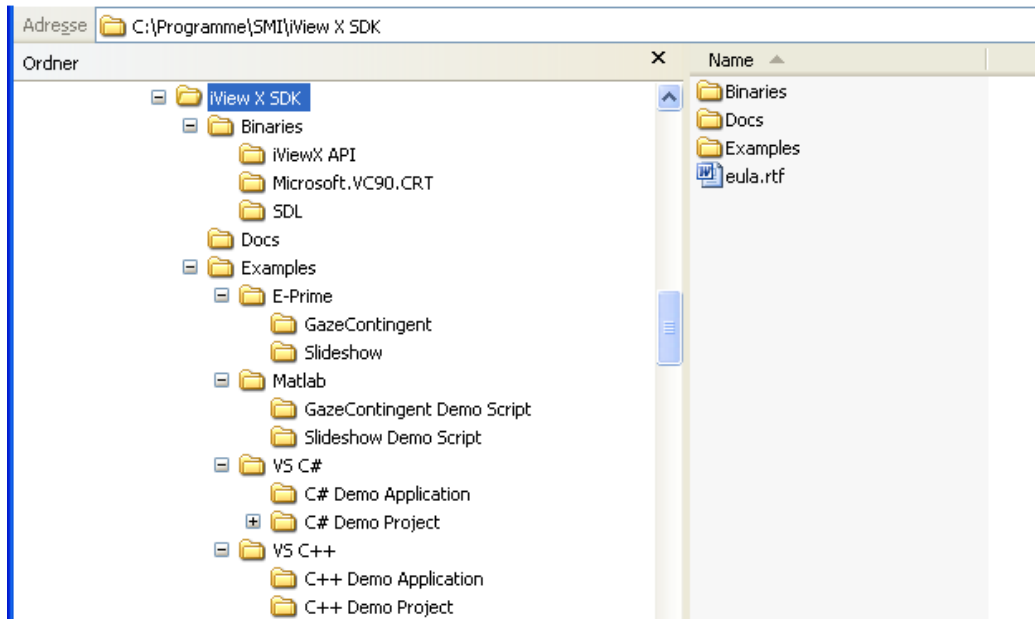 Adresse C:\Programme\SMI\iView X SDK
Ordner
iView X SDK
Binaries
iViewX API
Microsoft.VC90.CRT
SDL
Docs
Examples
E-Prime
GazeContingent
Slideshow
Matlab
GazeContingent Demo Script
Slideshow Demo Script
VS C#
C# Demo Application
C# Demo Project
VS C++
C++ Demo Application
C++ Demo Project
Name
Binaries
Docs
Examples
eula.rtf